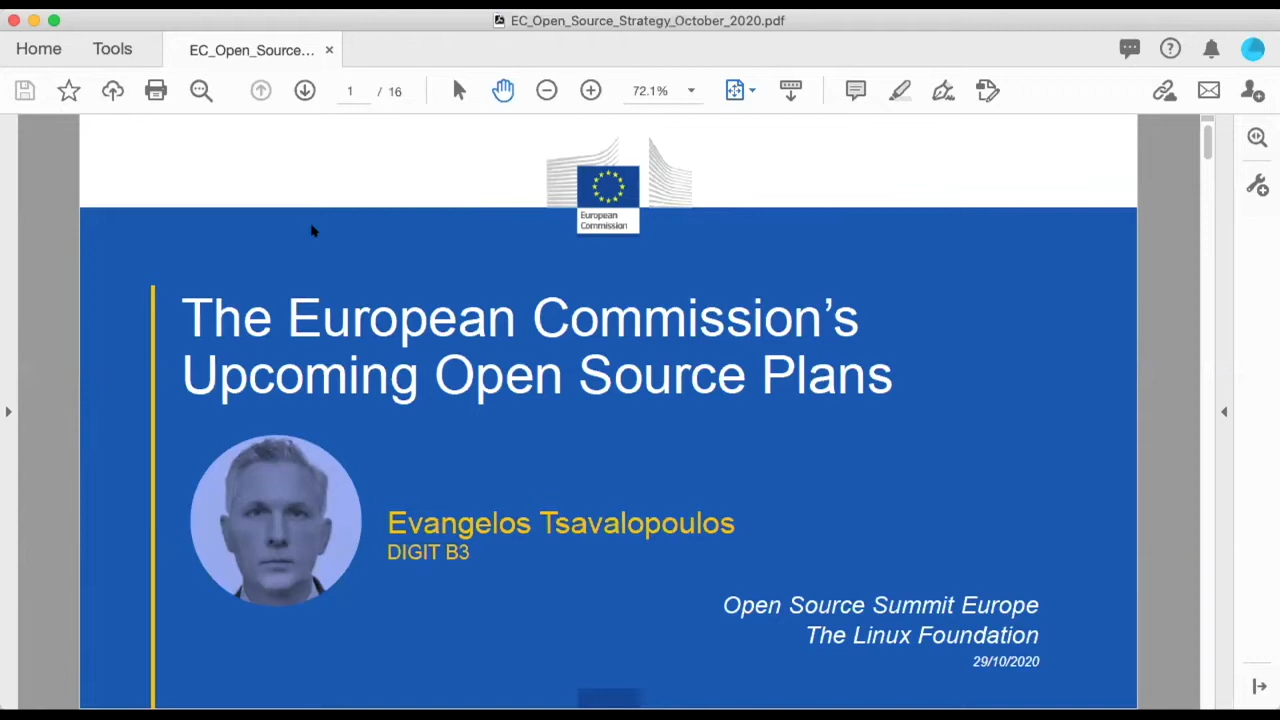 EC_Open_Source_Strategy_October_2020.pdf
Home
Tools
EC_Open_Source...
1 / 16
72.1%
European
Commission
The European Commission's
Upcoming Open Source Plans
Evangelos Tsavalopoulos
DIGIT B3
Open Source Summit Europe
The Linux Foundation
29/10/2020